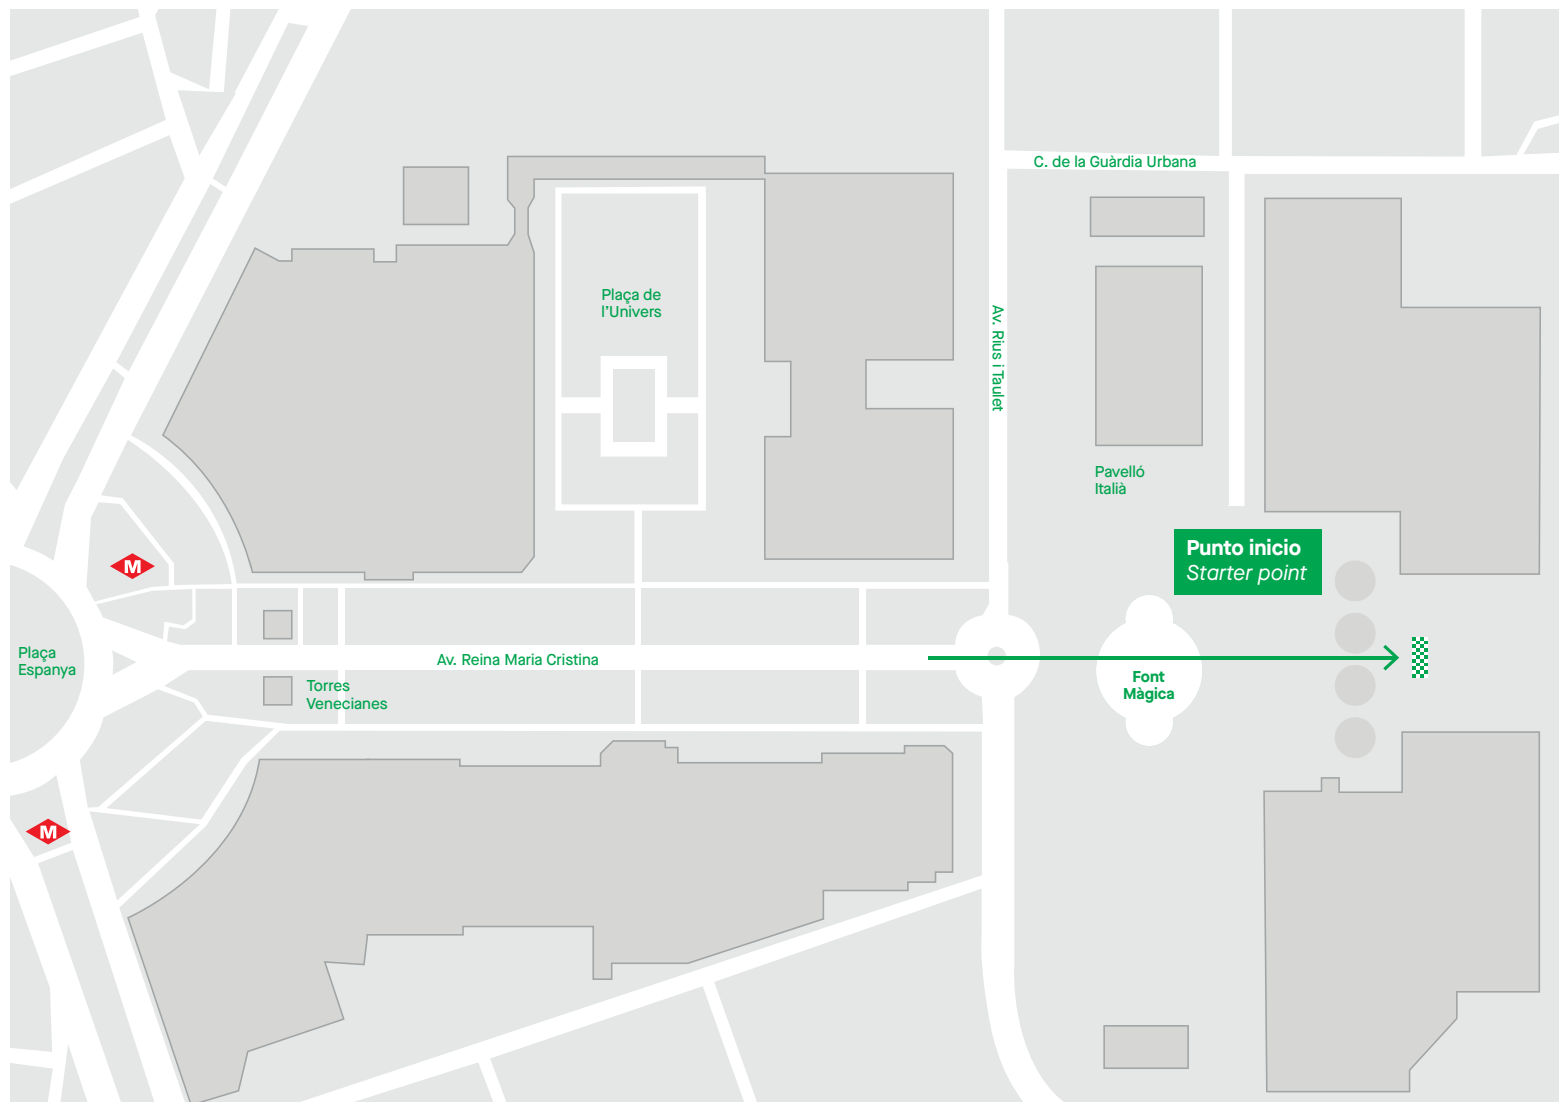 C. de la Guàrdia Urbana
Plaça de
l'Univers
Av. Rius i Taulet
Pavelló
Italià
Punto inicio
Starter point
M
Plaça
Espanya
Av. Reina Maria Cristina
Torres
Venecianes
Font
Màgica
M